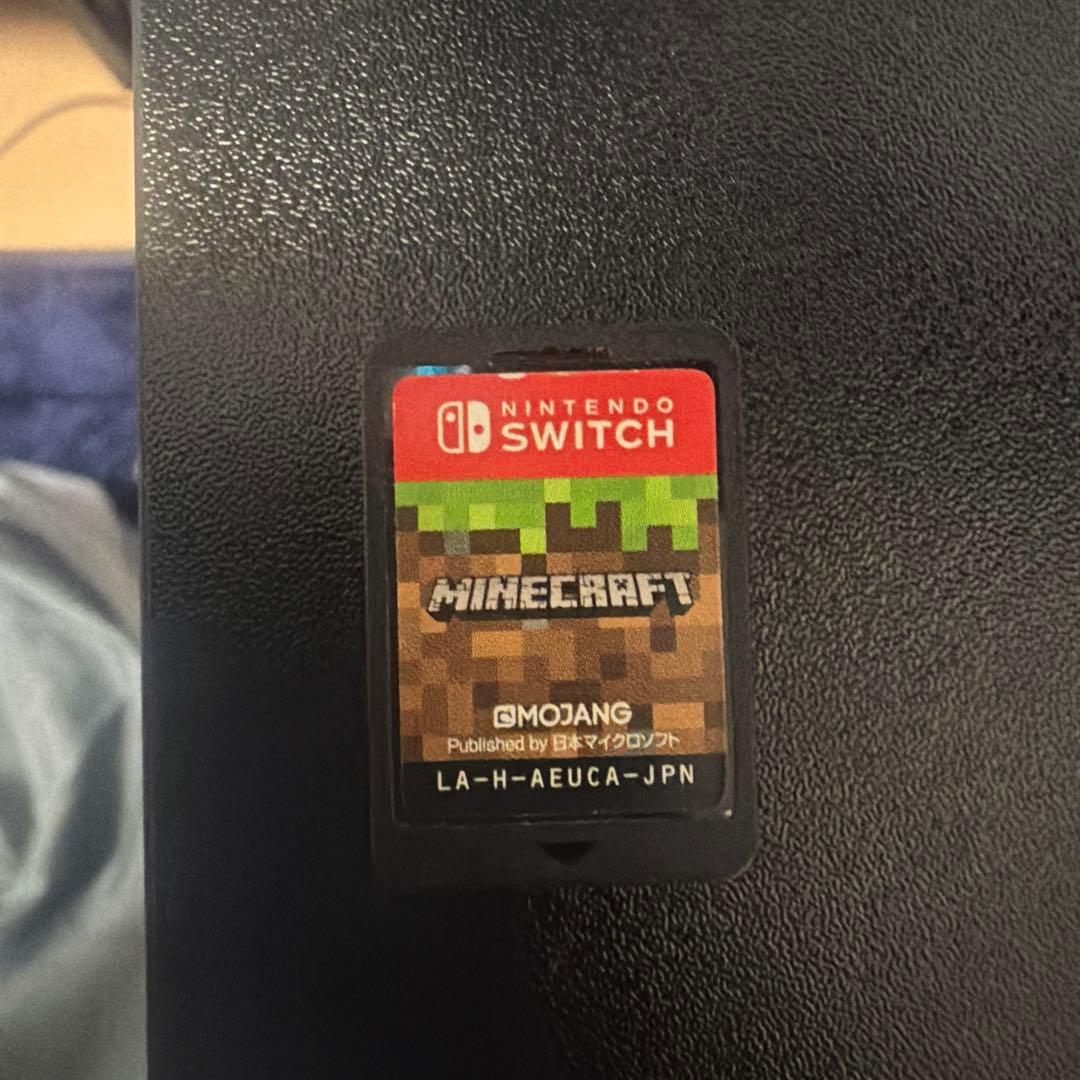 NINTENDO
SWITCH
MINECRAFT
MOJANG
Published by 日本マイクロソフト
LA-H-AEUCA-JPN